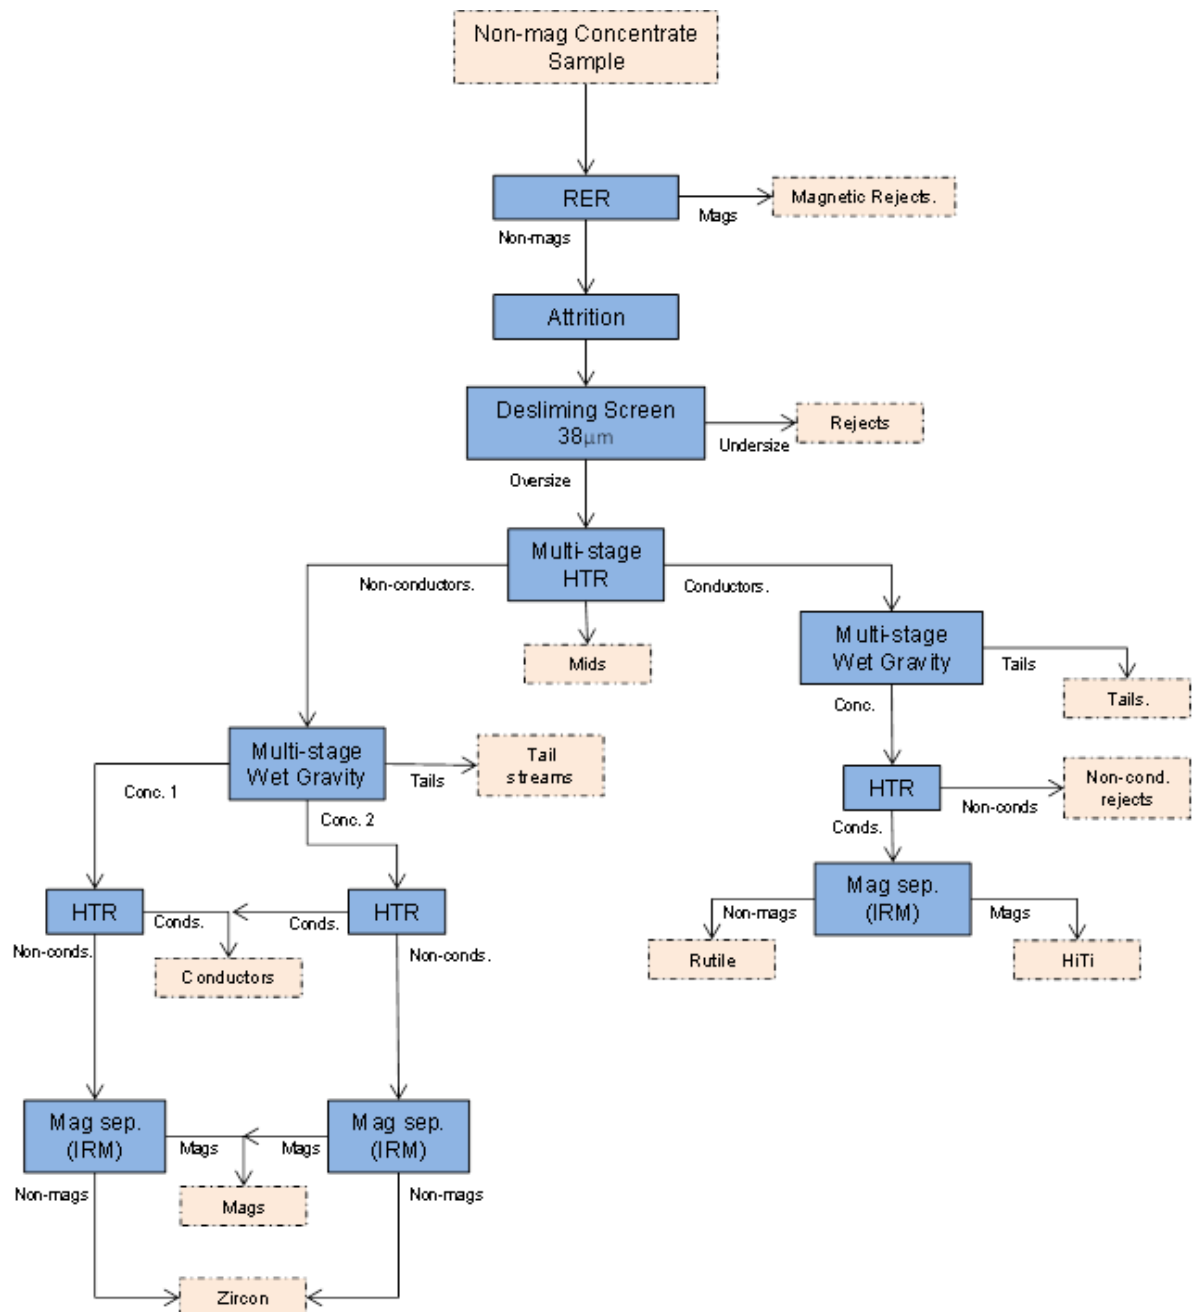 Non-mag Concentrate
Sample
RER
Mags
Magnetic Rejects.
Non-mags
Attrition
Desliming Screen
38µm
Undersize
Rejects
Oversize
Multi-stage
HTR
Non-conductors.
Conductors.
Mids
Multi-stage
Wet Gravity
Tails
Tails.
Conc.
Multi-stage
Wet Gravity
Tails
Tail
streams
Conc. 1
Conc. 2
HTR
Non-conds
Non-cond.
rejects
Conds.
Mag sep.
(IRM)
Non-mags
Mags
Rutile
HiTi
HTR
Conds.
Conds.
HTR
Non-conds.
Non-conds.
Conductors
Mag sep.
(IRM)
Mags
Mags
Mag sep.
(IRM)
Non-mags
Non-mags
Mags
Zircon